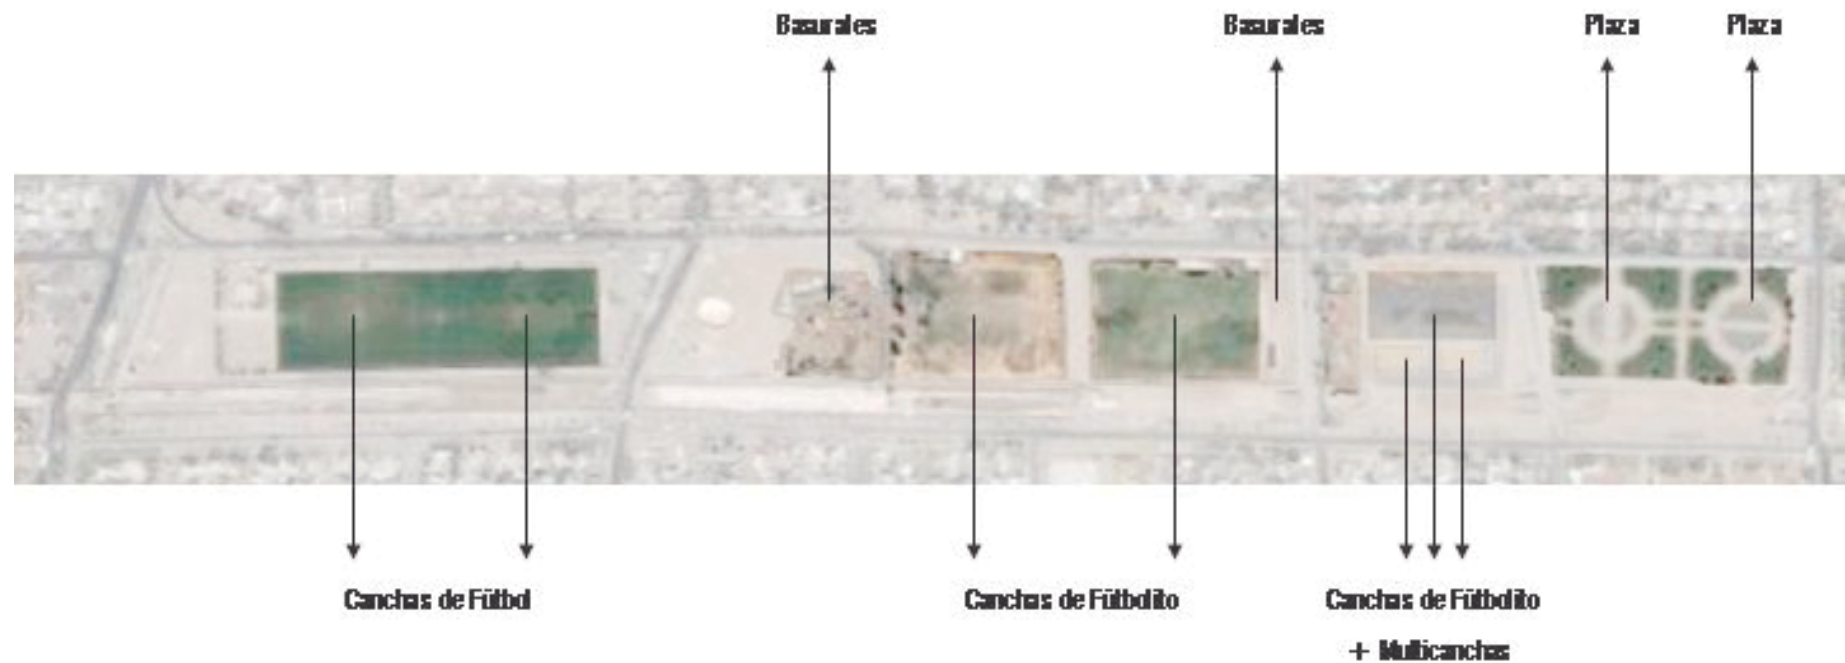 Basurales
Basurales
Plaza
Plaza
Canchas de Fútbol
Canchas de Fútbolito
Canchas de Fútbolito
+ Multicanchas